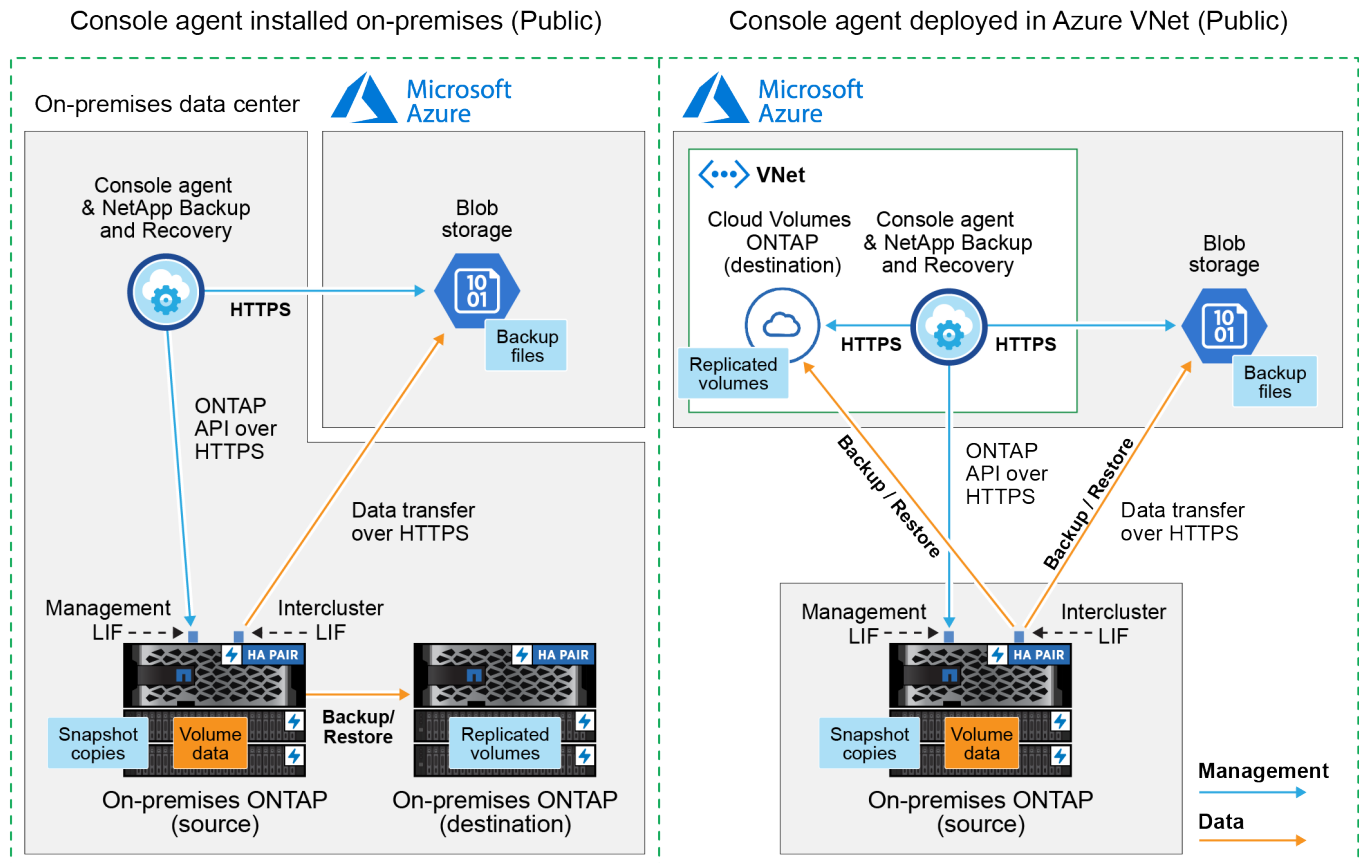 Console agent installed on-premises (Public)
On-premises data center
Microsoft
Azure
Console agent
& NetApp Backup
and Recovery
Blob
storage
10
01
HTTPS
Backup
files
ONTAP
API over
HTTPS
Data transfer
over HTTPS
Management
LIF
Intercluster
LIF
HA PAIR
HA PAIR
Snapshot
copies
Volume
data
Backup/
Restore
Replicated
volumes
On-premises ONTAP
(source)
On-premises ONTAP
(destination)
Console agent deployed in Azure VNet (Public)
Microsoft
Azure
VNet
Cloud Volumes
ONTAP
(destination)
Console agent
& NetApp Backup
and Recovery
Blob
storage
10
01
HTTPS
HTTPS
Replicated
volumes
Backup
files
Backup / Restore
ONTAP
API over
HTTPS
Backup / Restore
Data transfer
over HTTPS
Management
LIF
Intercluster
LIF
HA PAIR
Snapshot
copies
Volume
data
On-premises ONTAP
(source)
Management
Data